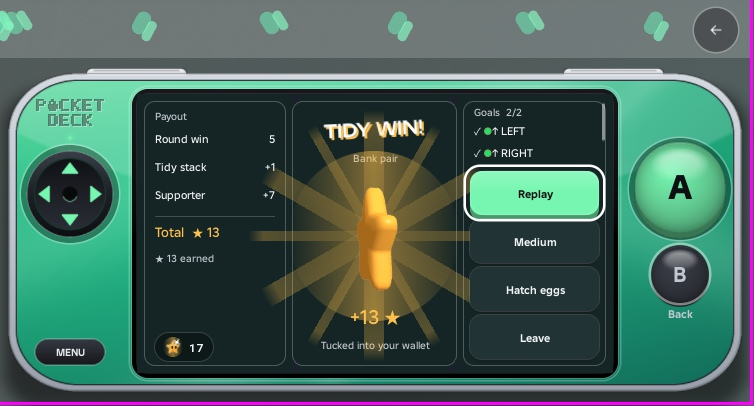 POCKET
DECK
MENU
Payout
Round win 5
Tidy stack +1
Supporter +7
Total ★ 13
★ 13 earned
17
TIDY WIN!
Bank pair
+13 ★
Tucked into your wallet
Goals 2/2
✓ ↑ LEFT
✓ ↑ RIGHT
Replay
Medium
Hatch eggs
Leave
←
A
B
Back